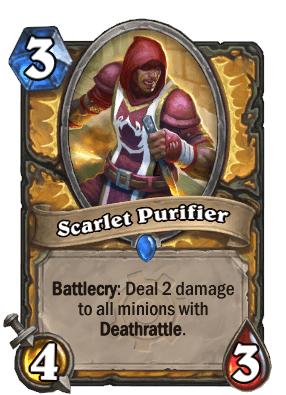 3
Scarlet Purifier
Battlecry: Deal 2 damage
to all minions with
Deathrattle.
4
3